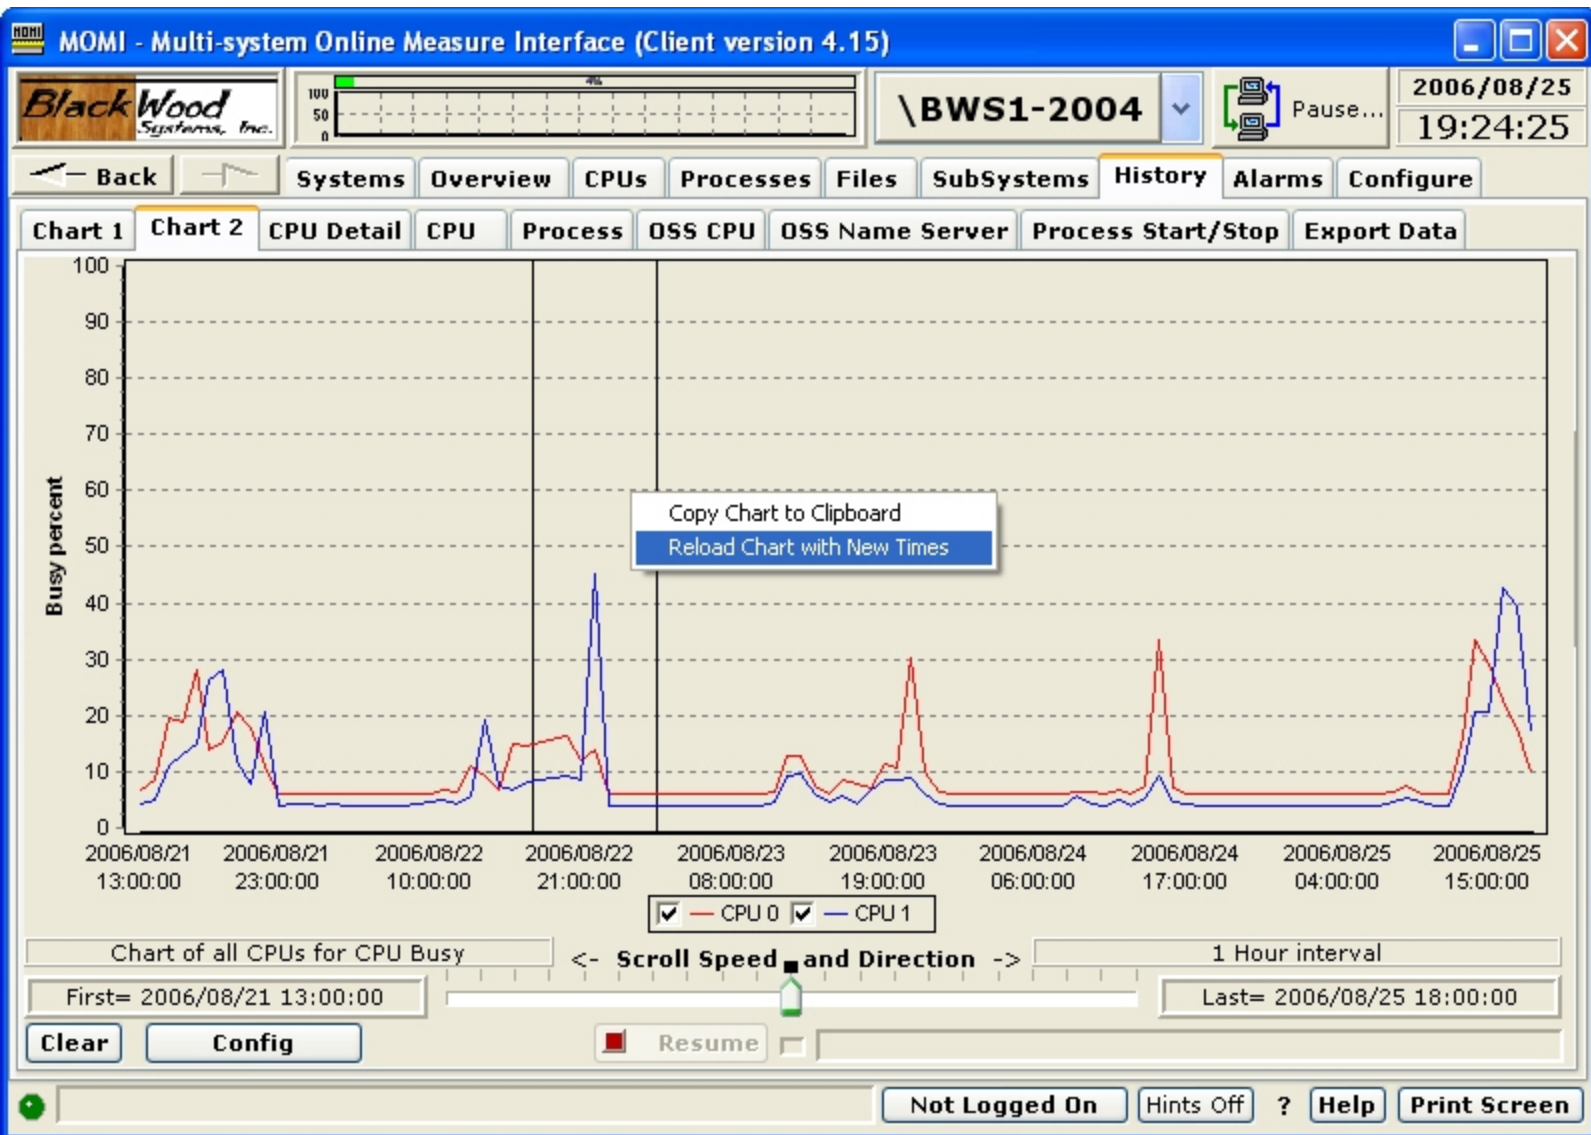 MOMI
MOMI - Multi-system Online Measure Interface (Client version 4.15)
BlackWood
Systems, Inc.
4%
100
50
0
\BWS1-2004
Pause...
2006/08/25
19:24:25
Back
Systems Overview CPUs Processes Files SubSystems History Alarms Configure
Chart 1 Chart 2 CPU Detail CPU Process OSS CPU OSS Name Server Process Start/Stop Export Data
100
90
80
70
60
50
40
30
20
10
0
Busy percent
Copy Chart to Clipboard
Reload Chart with New Times
2006/08/21 2006/08/21 2006/08/22 2006/08/22 2006/08/23 2006/08/23 2006/08/24 2006/08/24 2006/08/25 2006/08/25
13:00:00 23:00:00 10:00:00 21:00:00 08:00:00 19:00:00 06:00:00 17:00:00 04:00:00 15:00:00
CPU 0 CPU 1
Chart of all CPUs for CPU Busy
<- Scroll Speed and Direction ->
1 Hour interval
First= 2006/08/21 13:00:00
Last= 2006/08/25 18:00:00
Clear Config Resume
Not Logged On Hints Off ? Help Print Screen